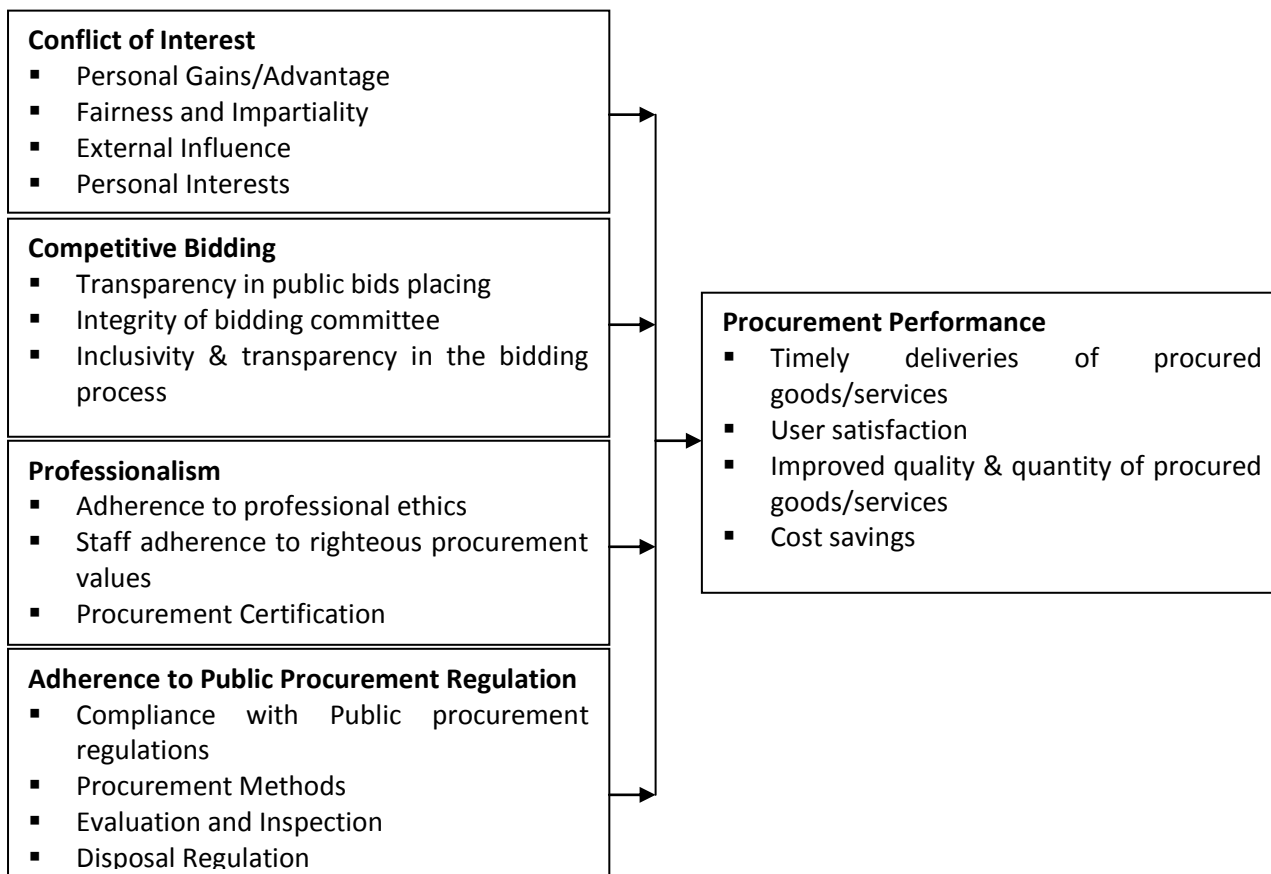 Conflict of Interest
▪ Personal Gains/Advantage
▪ Fairness and Impartiality
▪ External Influence
▪ Personal Interests
Competitive Bidding
▪ Transparency in public bids placing
▪ Integrity of bidding committee
▪ Inclusivity & transparency in the bidding
process
Professionalism
▪ Adherence to professional ethics
▪ Staff adherence to righteous procurement
values
▪ Procurement Certification
Adherence to Public Procurement Regulation
▪ Compliance with Public procurement
regulations
▪ Procurement Methods
▪ Evaluation and Inspection
▪ Disposal Regulation
Procurement Performance
▪ Timely deliveries of procured
goods/services
▪ User satisfaction
▪ Improved quality & quantity of procured
goods/services
▪ Cost savings